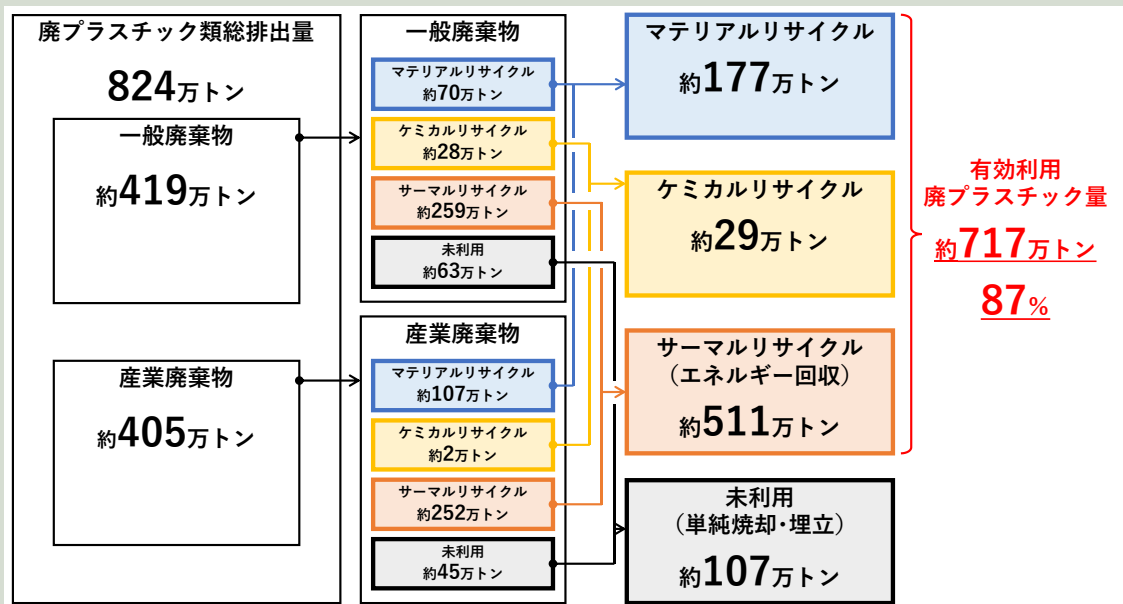 廃プラスチック類総排出量
824万トン
一般廃棄物
約419万トン
産業廃棄物
約405万トン
一般廃棄物
マテリアルリサイクル
約70万トン
ケミカルリサイクル
約28万トン
サーマルリサイクル
約259万トン
未利用
約63万トン
産業廃棄物
マテリアルリサイクル
約107万トン
ケミカルリサイクル
約2万トン
サーマルリサイクル
約252万トン
未利用
約45万トン
マテリアルリサイクル
約177万トン
ケミカルリサイクル
約29万トン
サーマルリサイクル
（エネルギー回収）
約511万トン
未利用
（単純焼却・埋立）
約107万トン
有効利用
廃プラスチック量
約717万トン
87%